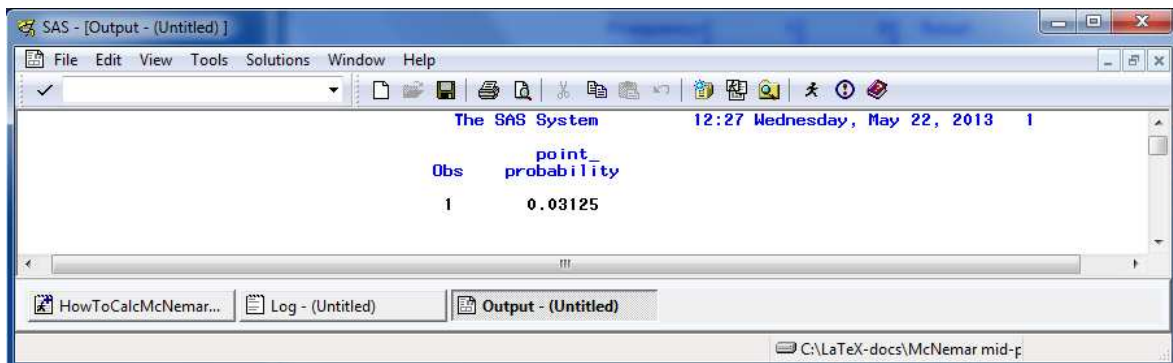 SAS - [Output - (Untitled) ]
File Edit View Tools Solutions Window Help
The SAS System 12:27 Wednesday, May 22, 2013 1
point_
Obs probability
1 0.03125
HowToCalcMcNemar... Log - (Untitled) Output - (Untitled)
C:\LaTeX-docs\McNemar mid-p